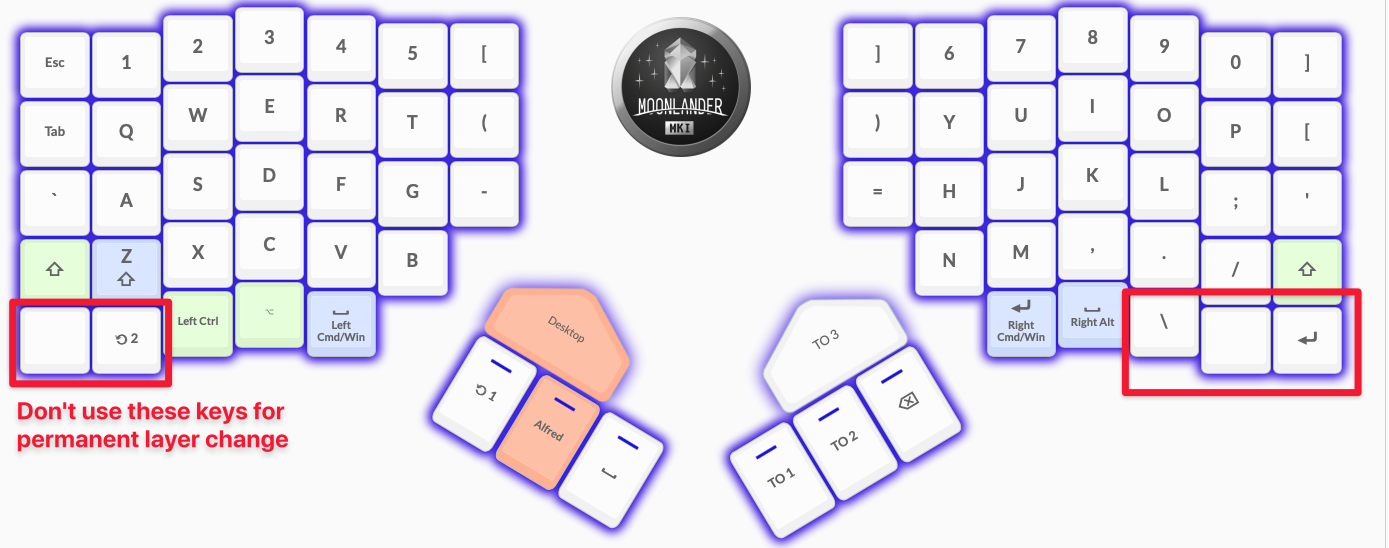 Esc 1 2 3 4 5 [ ] 6 7 8 9 0 ]
Tab Q W E R T ( ) Y U I O P [
` A S D F G - = H J K L ; '
Z X C V B N M , . /
2 Left Ctrl Left Cmd/Win Right Cmd/Win Right Alt \
MOONLANDER
MKI
Don't use these keys for
permanent layer change
Desktop
1
Alfred
TO 3
TO 2
TO 1